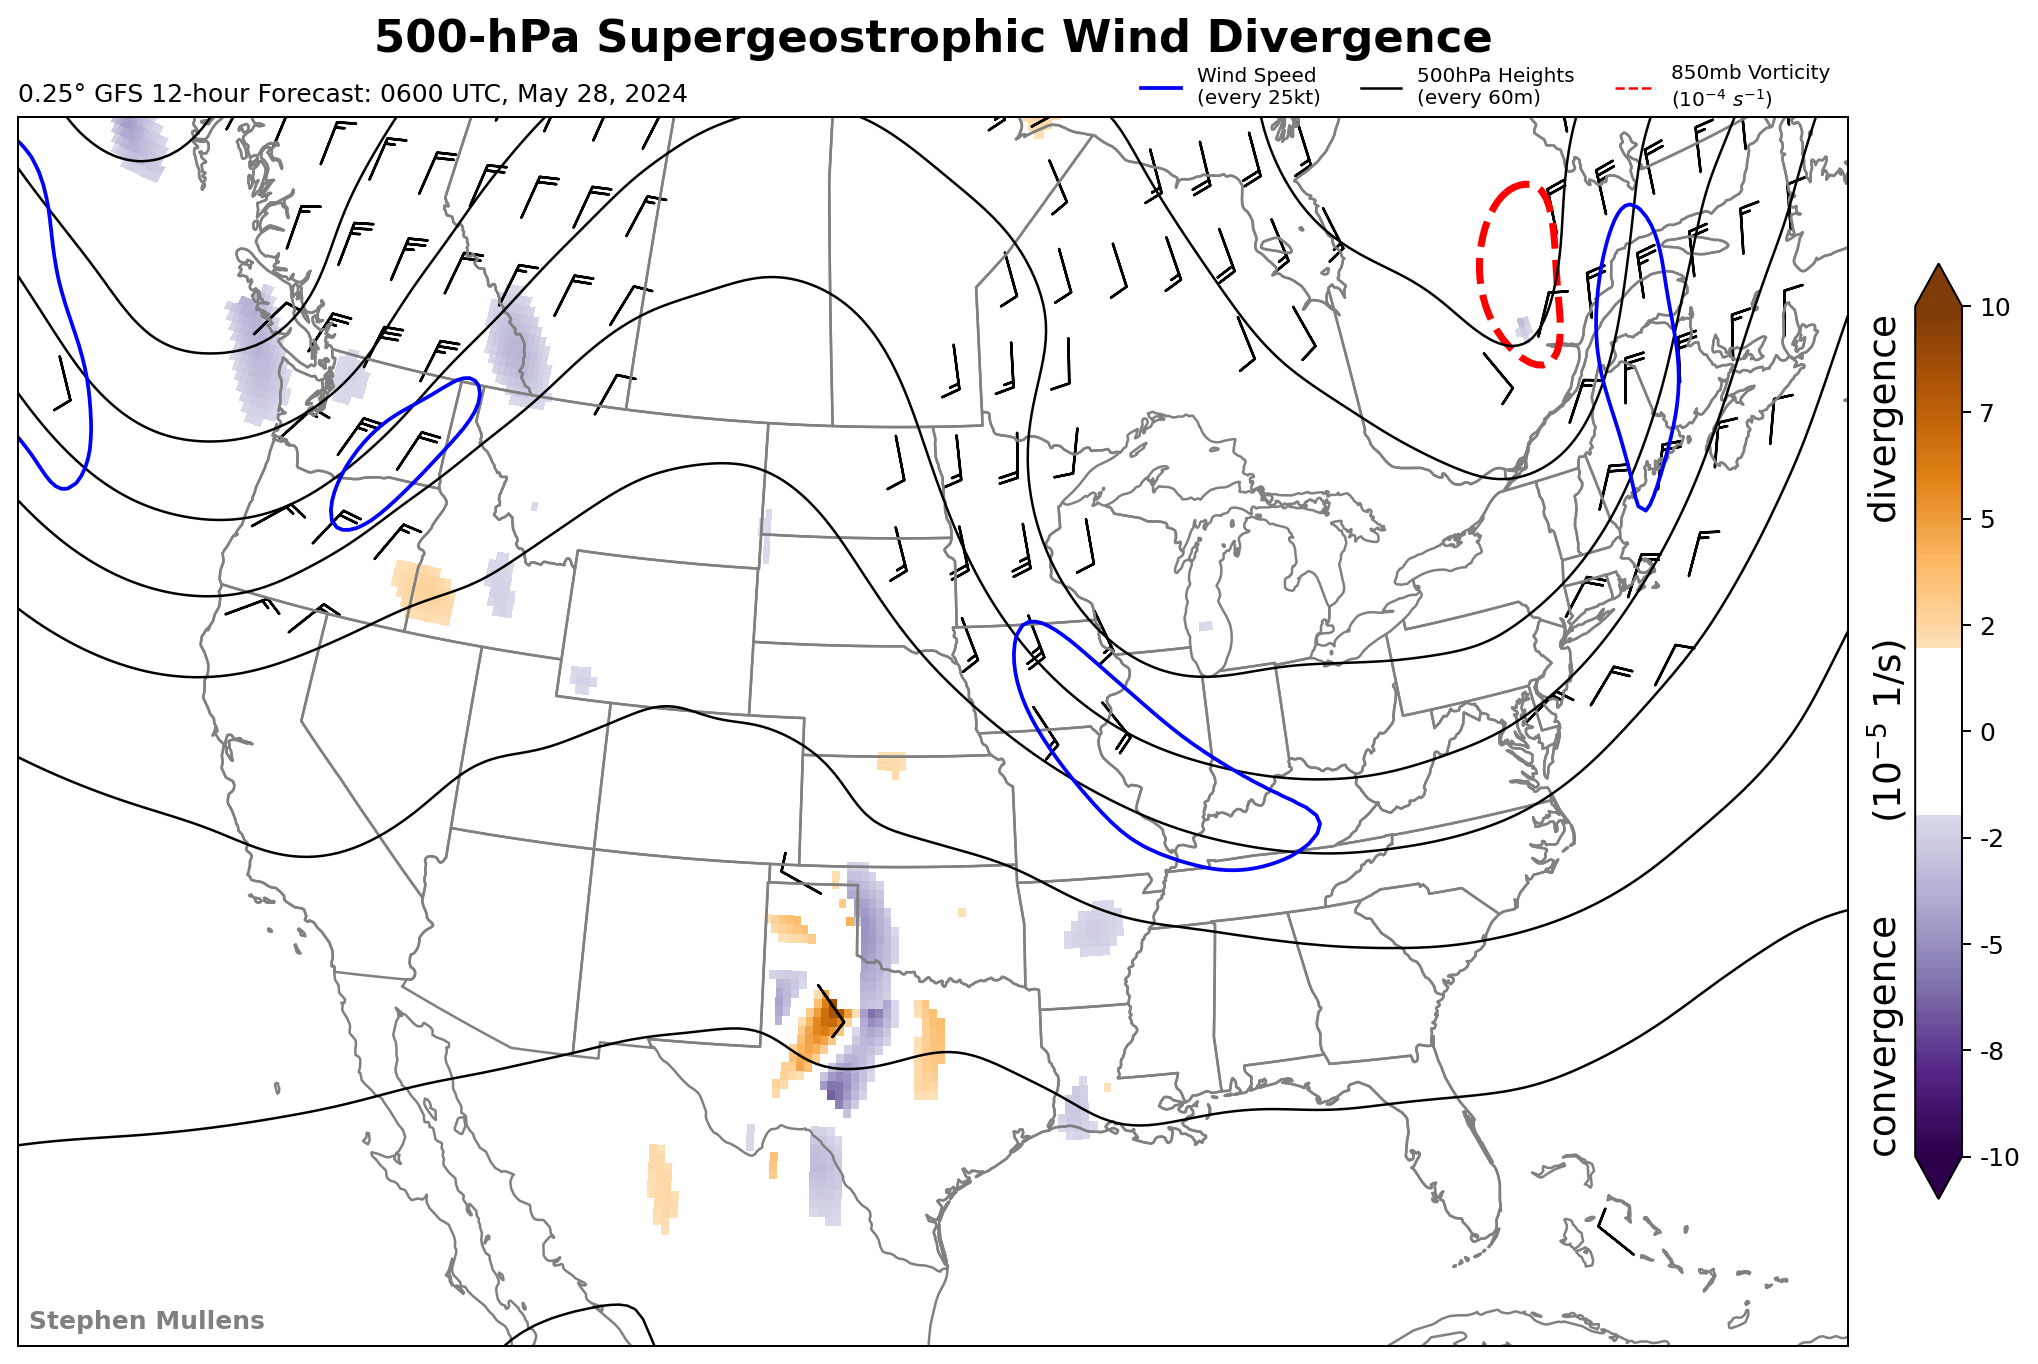 500-hPa Supergeostrophic Wind Divergence
0.25° GFS 12-hour Forecast: 0600 UTC, May 28, 2024
Wind Speed
(every 25kt)
500hPa Heights
(every 60m)
850mb Vorticity
(10⁻⁴ s⁻¹)
10
7
5
2
0
-2
-5
-8
-10
convergence (10⁻⁵ 1/s) divergence
Stephen Mullens